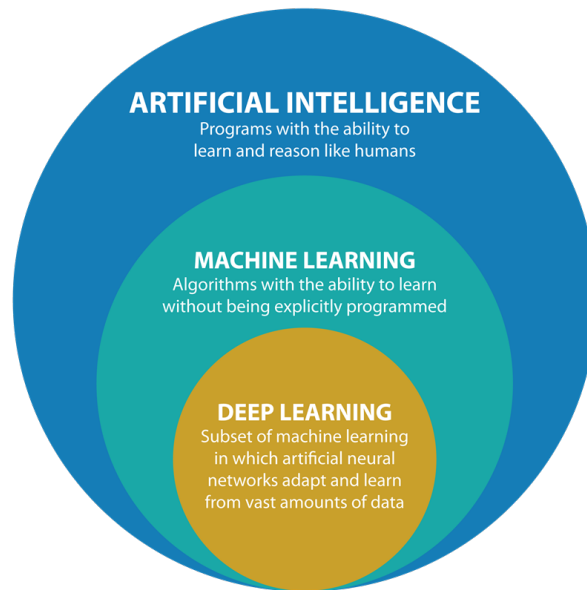 ARTIFICIAL INTELLIGENCE
Programs with the ability to
learn and reason like humans
MACHINE LEARNING
Algorithms with the ability to learn
without being explicitly programmed
DEEP LEARNING
Subset of machine learning
in which artificial neural
networks adapt and learn
from vast amounts of data